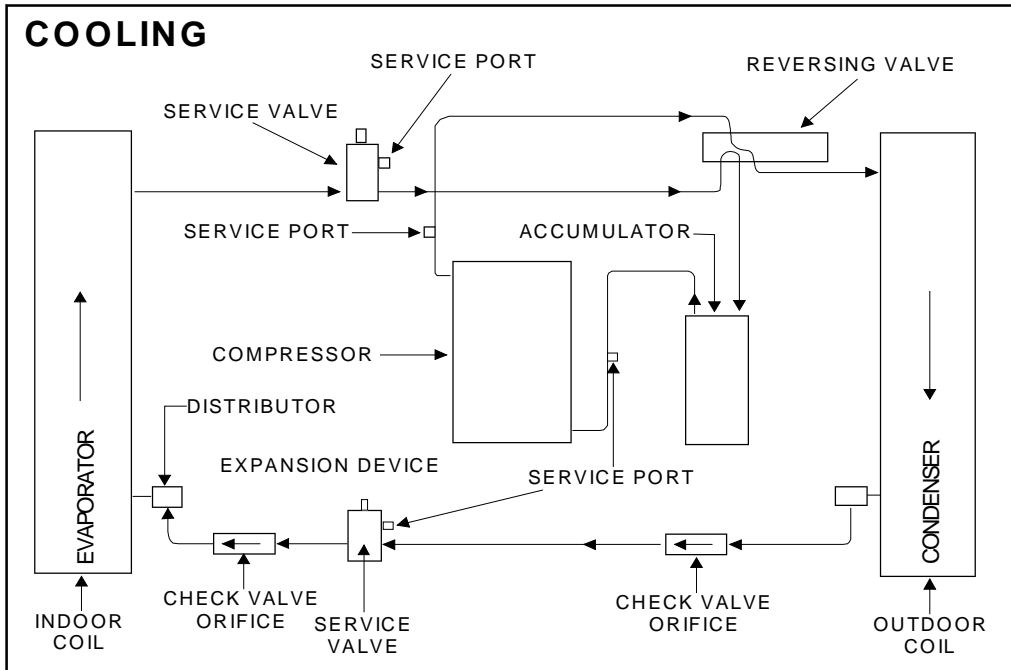 COOLING
SERVICE PORT
REVERSING VALVE
SERVICE VALVE
SERVICE PORT
ACCUMULATOR
COMPRESSOR
DISTRIBUTOR
EXPANSION DEVICE
SERVICE PORT
EVAPORATOR
CONDENSER
INDOOR
COIL
CHECK VALVE
ORIFICE
SERVICE
VALVE
CHECK VALVE
ORIFICE
OUTDOOR
COIL